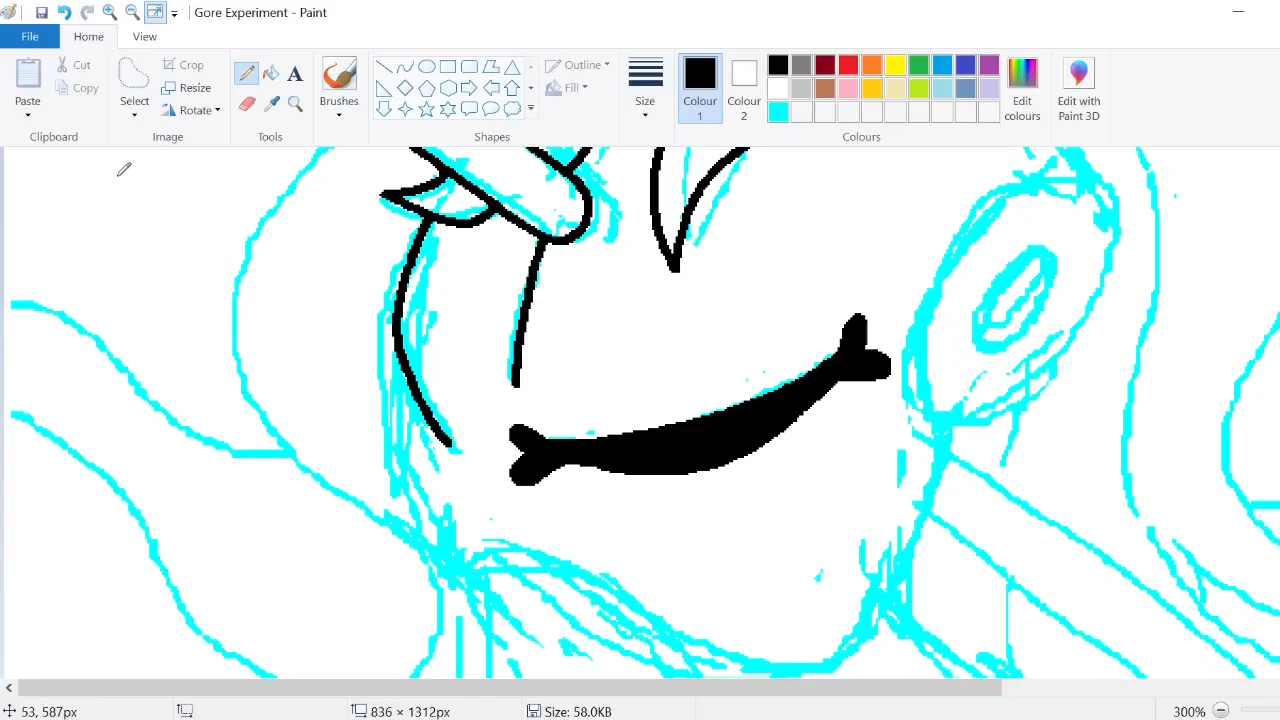 Gore Experiment - Paint
File
Home
View
Paste
Cut
Copy
Clipboard
Select
Crop
Resize
Rotate
Image
A
Tools
Brushes
Outline
Fill
Shapes
Size
Colour 1
Colour 2
Edit colours
Colours
Edit with Paint 3D
53, 587px
836 × 1312px
Size: 58.0KB
300%